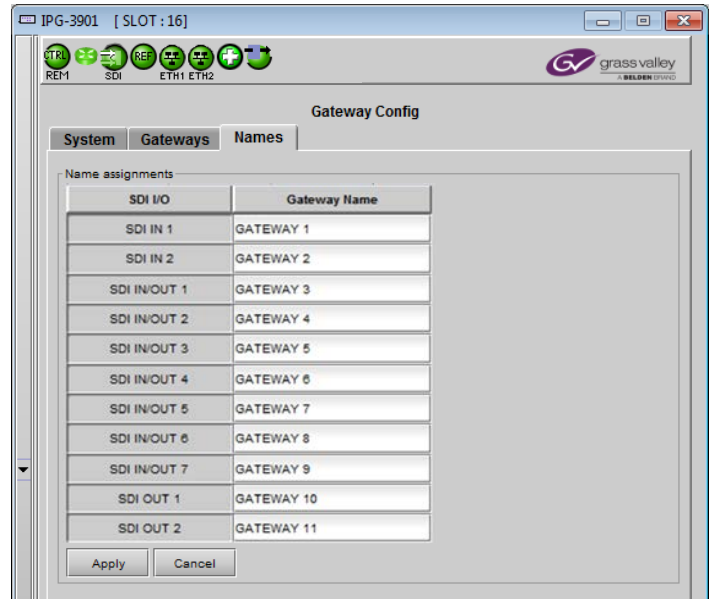 IPG-3901 [ SLOT : 16]
CTRL REF
REM SDI ETH1 ETH2
GV grass valley
A BELDEN BRAND
Gateway Config
System Gateways Names
Name assignments
SDI I/O Gateway Name
SDI IN 1 GATEWAY 1
SDI IN 2 GATEWAY 2
SDI IN/OUT 1 GATEWAY 3
SDI IN/OUT 2 GATEWAY 4
SDI IN/OUT 3 GATEWAY 5
SDI IN/OUT 4 GATEWAY 6
SDI IN/OUT 5 GATEWAY 7
SDI IN/OUT 6 GATEWAY 8
SDI IN/OUT 7 GATEWAY 9
SDI OUT 1 GATEWAY 10
SDI OUT 2 GATEWAY 11
Apply Cancel